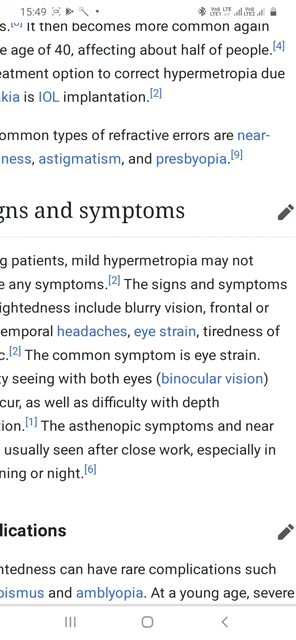 15:49
s.[6] It then becomes more common again
e age of 40, affecting about half of people.[4]
eatment option to correct hypermetropia due
kia is IOL implantation.[2]
ommon types of refractive errors are near-
ness, astigmatism, and presbyopia.[9]
gns and symptoms
g patients, mild hypermetropia may not
e any symptoms.[2] The signs and symptoms
ightedness include blurry vision, frontal or
emporal headaches, eye strain, tiredness of
c.[2] The common symptom is eye strain.
ty seeing with both eyes (binocular vision)
cur, as well as difficulty with depth
tion.[1] The asthenopic symptoms and near
usually seen after close work, especially in
ning or night.[6]
lications
htedness can have rare complications such
bismus and amblyopia. At a young age, severe